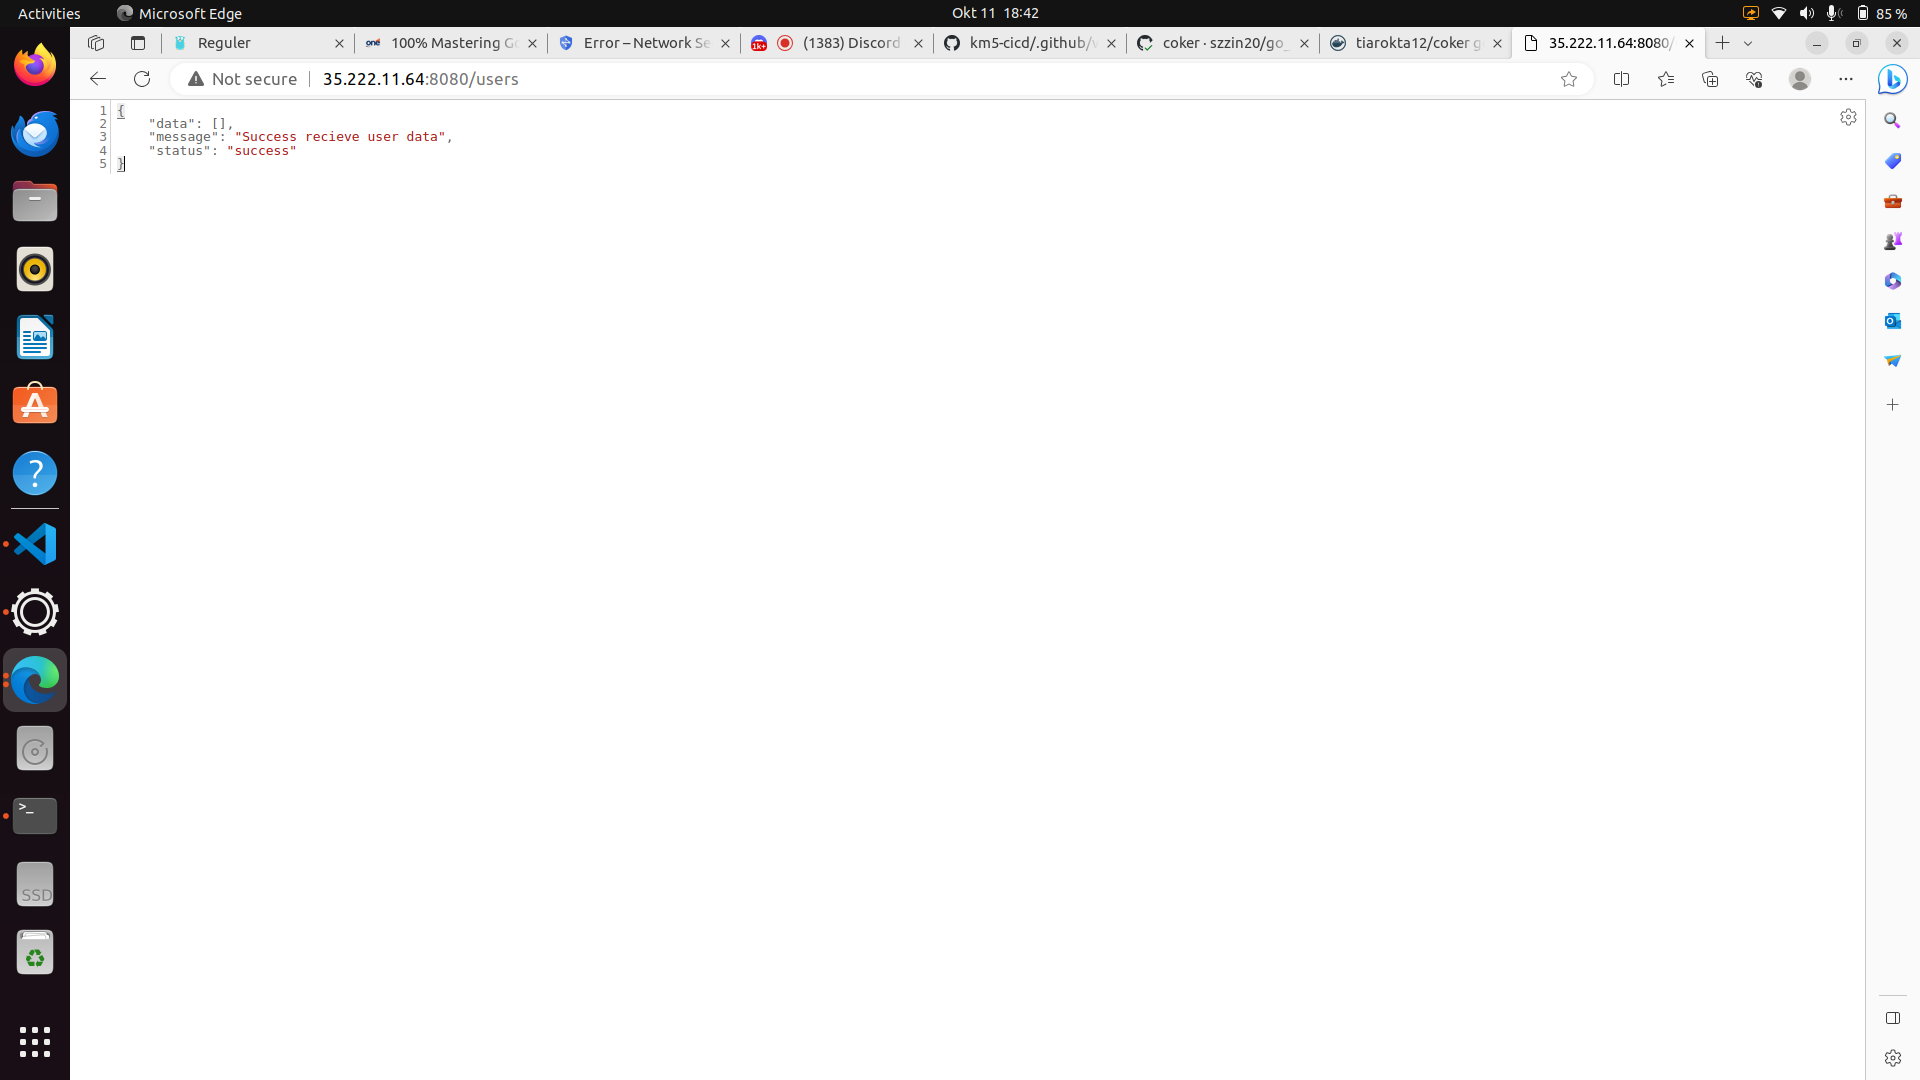 Activities
Microsoft Edge
Okt 11 18:42
85 %
Reguler
100% Mastering Go
Error – Network Se
1k+
(1383) Discord
km5-cicd/.github/w
coker · szzin20/go_
tiarokta12/coker g
35.222.11.64:8080/
Not secure
35.222.11.64:8080/users
1 {
2 "data": [],
3 "message": "Success recieve user data",
4 "status": "success"
5 }
SSD